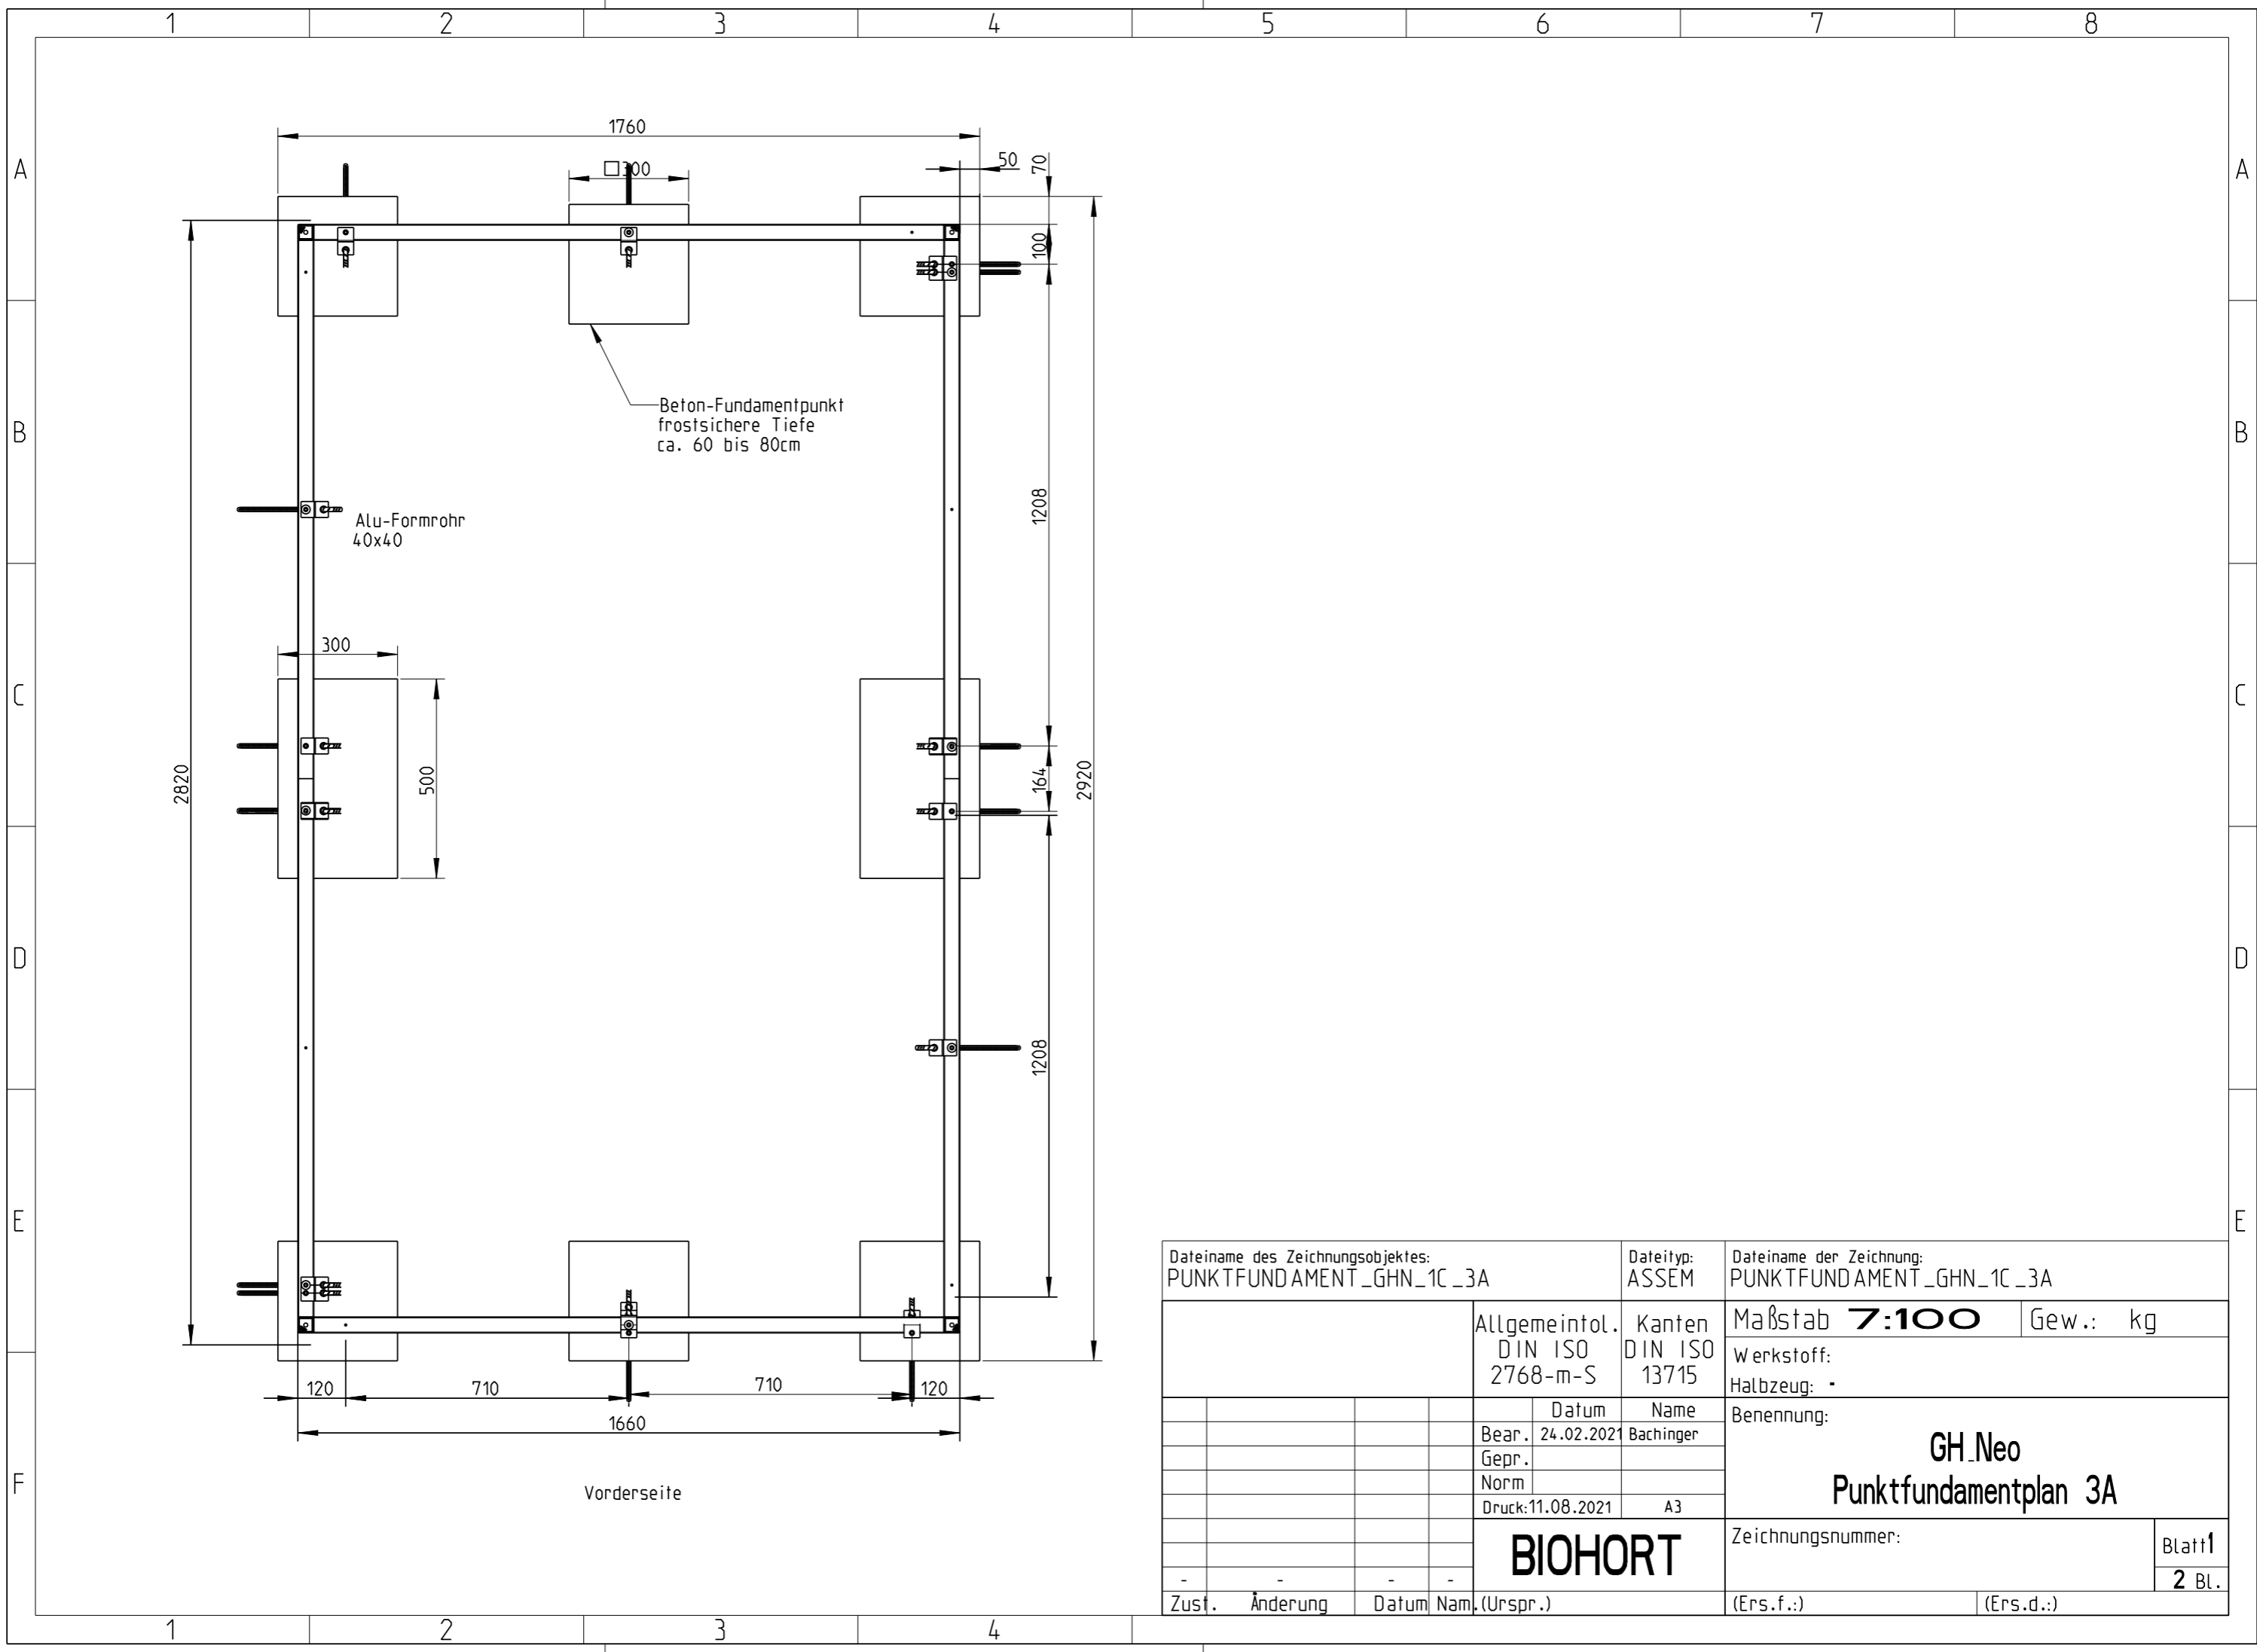 1 2 3 4 5 6 7 8
A A
B B
C C
D D
E E
F
1760
□300
50
70
100
Beton-Fundamentpunkt
frostsichere Tiefe
ca. 60 bis 80cm
1208
Alu-Formrohr
40x40
300
500
2820
164
2920
1208
120 710 710 120
1660
Vorderseite
Dateiname des Zeichnungsobjektes: Dateityp: Dateiname der Zeichnung:
PUNKTFUNDAMENT_GHN_1C_3A ASSEM PUNKTFUNDAMENT_GHN_1C_3A
Allgemeintol. Kanten Maßstab 7:100 Gew.: kg
DIN ISO DIN ISO Werkstoff:
2768-m-S 13715 Halbzeug: -
Datum Name Benennung:
Bear. 24.02.2021 Bachinger
Gepr.
Norm
GH_Neo
Punktfundamentplan 3A
Druck:11.08.2021 A3
BIOHORT Zeichnungsnummer: Blatt1
- - - - 2 Bl.
Zust. Änderung Datum Nam. (Urspr.) (Ers.f.:) (Ers.d.:)
1 2 3 4